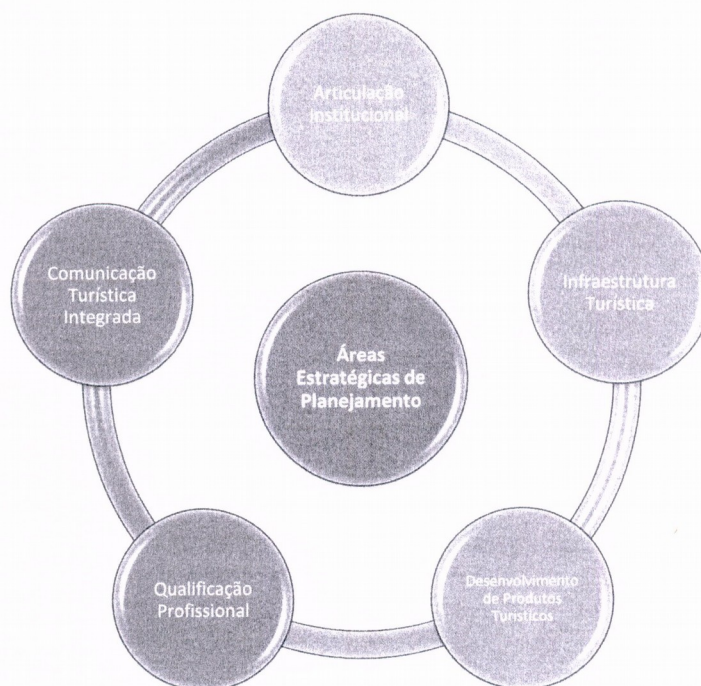 Articulação
institucional
Infraestrutura
Turística
Desenvolvimento
de Produtos
Turísticos
Qualificação
Profissional
Comunicação
Turística
Integrada
Áreas
Estratégicas de
Planejamento